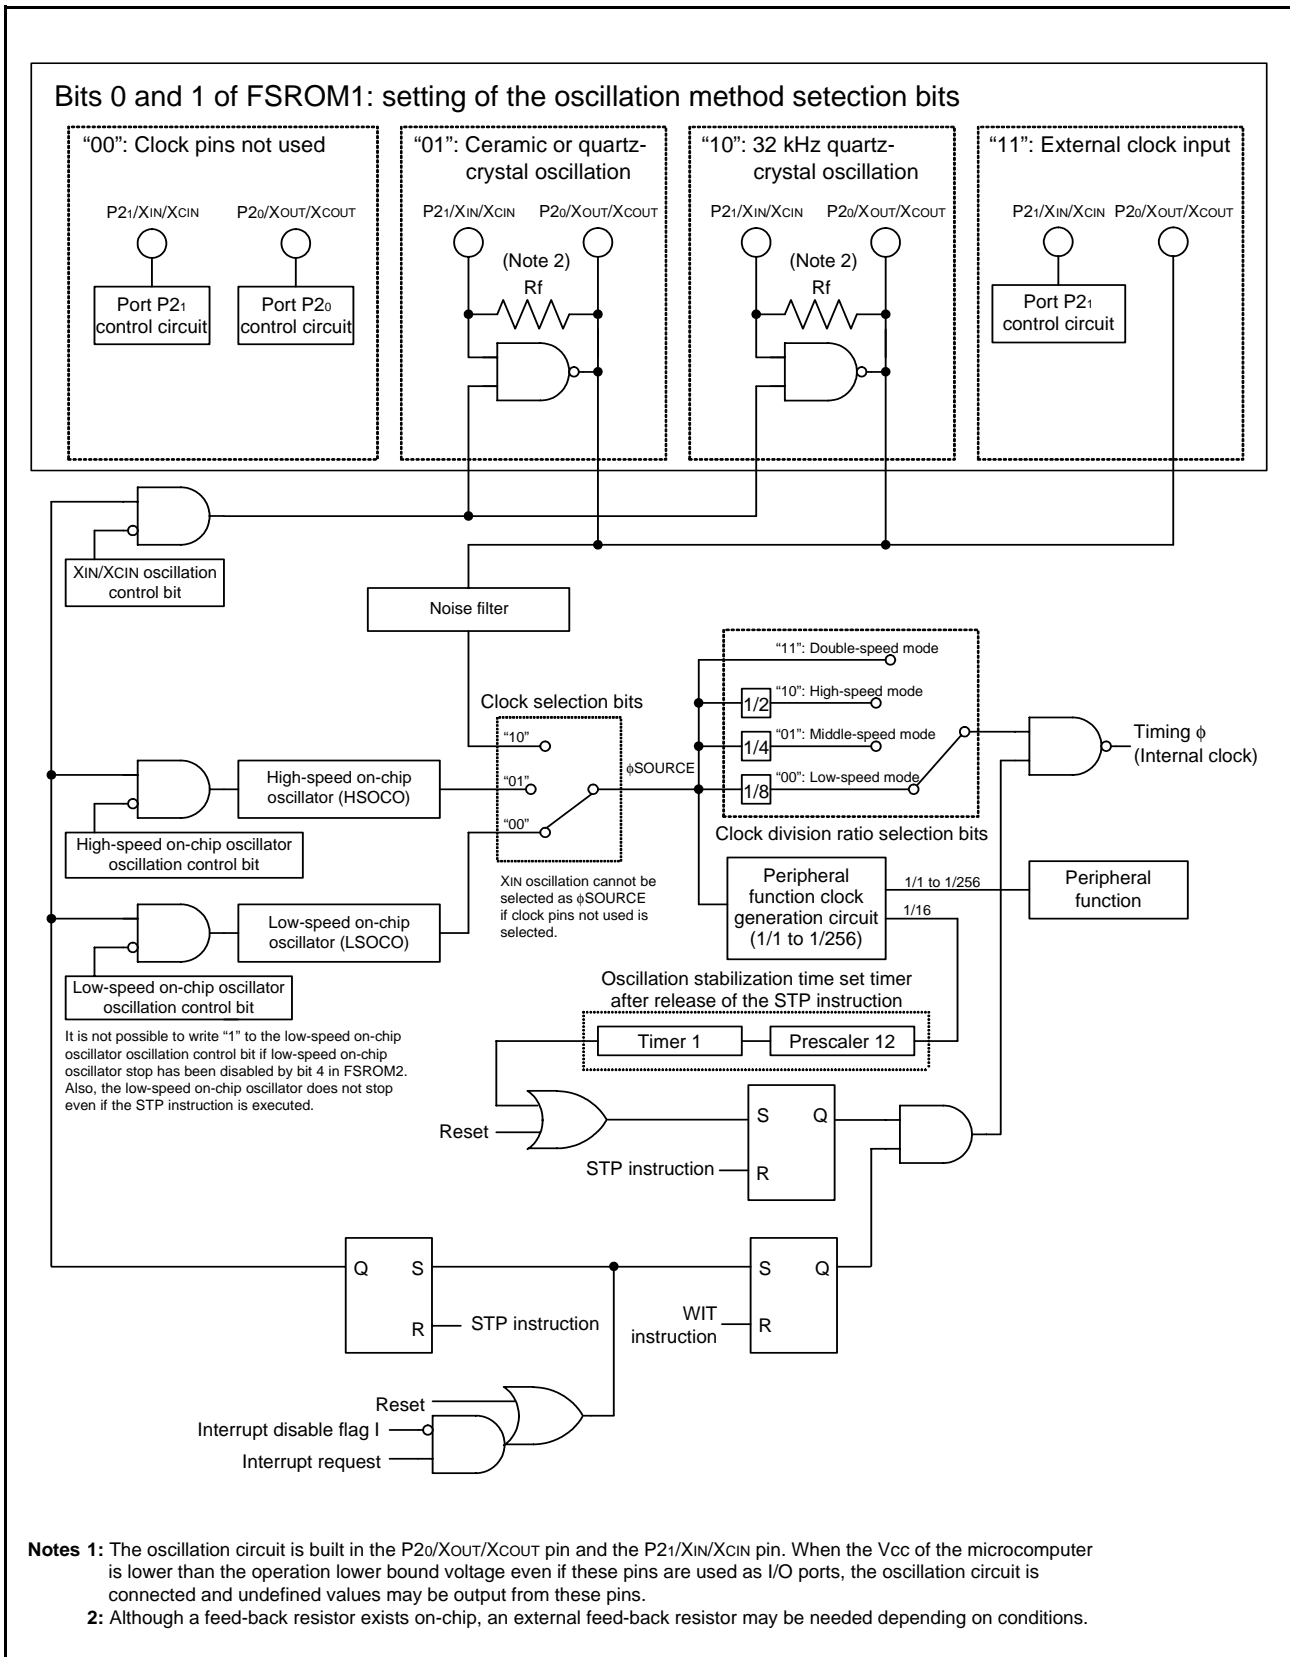 Bits 0 and 1 of FSROM1: setting of the oscillation method setection bits
“00”: Clock pins not used
P21/XIN/XCIN
P20/XOUT/XCOUT
Port P21
control circuit
Port P20
control circuit
“01”: Ceramic or quartz-
crystal oscillation
P21/XIN/XCIN
P20/XOUT/XCOUT
(Note 2)
Rf
“10”: 32 kHz quartz-
crystal oscillation
P21/XIN/XCIN
P20/XOUT/XCOUT
(Note 2)
Rf
“11”: External clock input
P21/XIN/XCIN
P20/XOUT/XCOUT
Port P21
control circuit
XIN/XCIN oscillation
control bit
Noise filter
Clock selection bits
“10”
“01”
“00”
φSOURCE
XIN oscillation cannot be
selected as φSOURCE
if clock pins not used is
selected.
“11”: Double-speed mode
1/2
“10”: High-speed mode
1/4
“01”: Middle-speed mode
1/8
“00”: Low-speed mode
Clock division ratio selection bits
Timing φ
(Internal clock)
High-speed on-chip
oscillator (HSOCO)
High-speed on-chip oscillator
oscillation control bit
Low-speed on-chip
oscillator (LSOCO)
Low-speed on-chip oscillator
oscillation control bit
It is not possible to write “1” to the low-speed on-chip
oscillator oscillation control bit if low-speed on-chip
oscillator stop has been disabled by bit 4 in FSROM2.
Also, the low-speed on-chip oscillator does not stop
even if the STP instruction is executed.
Peripheral
function clock
generation circuit
(1/1 to 1/256)
1/1 to 1/256
1/16
Peripheral
function
Oscillation stabilization time set timer
after release of the STP instruction
Timer 1
Prescaler 12
Reset
STP instruction
S
Q
R
Q
S
R
STP instruction
WIT
instruction
S
Q
R
Reset
Interrupt disable flag I
Interrupt request
Notes 1: The oscillation circuit is built in the P20/XOUT/XCOUT pin and the P21/XIN/XCIN pin. When the Vcc of the microcomputer
is lower than the operation lower bound voltage even if these pins are used as I/O ports, the oscillation circuit is
connected and undefined values may be output from these pins.
2: Although a feed-back resistor exists on-chip, an external feed-back resistor may be needed depending on conditions.